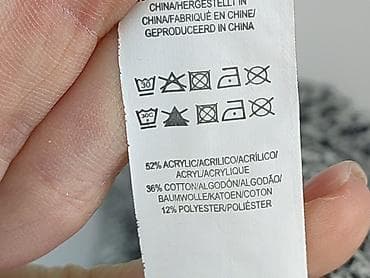 CHINA/HERGESTELLT IN
CHINA/FABRIQUÉ EN CHINE/
GEPRODUCEERD IN CHINA
30
30C
52% ACRYLIC/ACRILICO/ACRÍLICO/
ACRYL/ACRYLIQUE
36% COTTON/ALGODÓN/ALGODÃO/
BAUMWOLLE/KATOEN/COTON
12% POLYESTER/POLIÉSTER